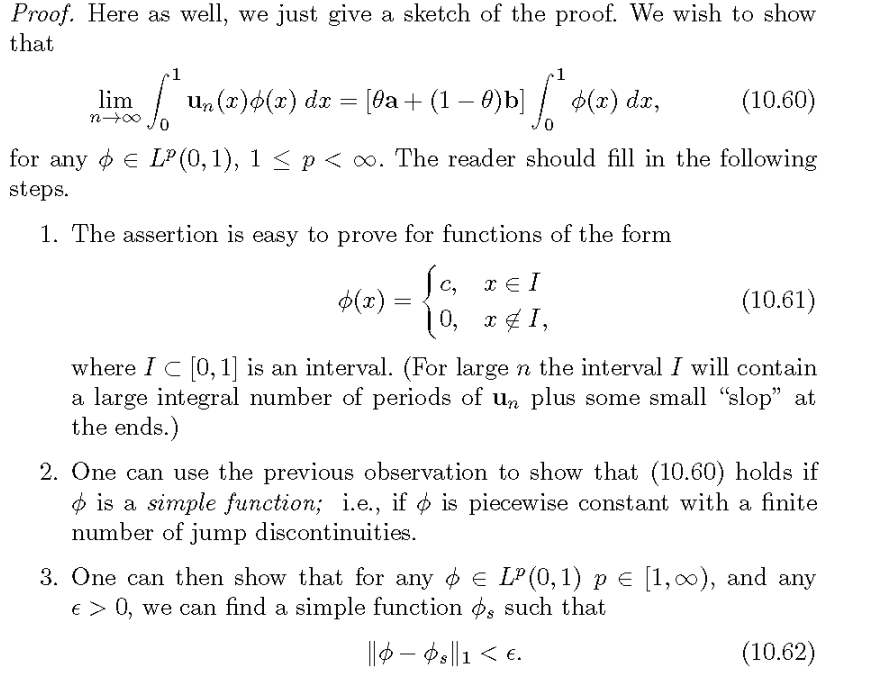 Proof. Here as well, we just give a sketch of the proof. We wish to show
that
lim_{n→∞} ∫_0^1 u_n(x)ϕ(x) dx = [θa + (1 − θ)b] ∫_0^1 ϕ(x) dx, (10.60)
for any ϕ ∈ L^p(0,1), 1 ≤ p < ∞. The reader should fill in the following
steps.
1. The assertion is easy to prove for functions of the form
ϕ(x) = { c, x ∈ I
0, x ∉ I, (10.61)
where I ⊂ [0,1] is an interval. (For large n the interval I will contain
a large integral number of periods of u_n plus some small “slop” at
the ends.)
2. One can use the previous observation to show that (10.60) holds if
ϕ is a simple function; i.e., if ϕ is piecewise constant with a finite
number of jump discontinuities.
3. One can then show that for any ϕ ∈ L^p(0,1) p ∈ [1,∞), and any
ϵ > 0, we can find a simple function ϕ_s such that
‖ϕ − ϕ_s‖_1 < ϵ. (10.62)